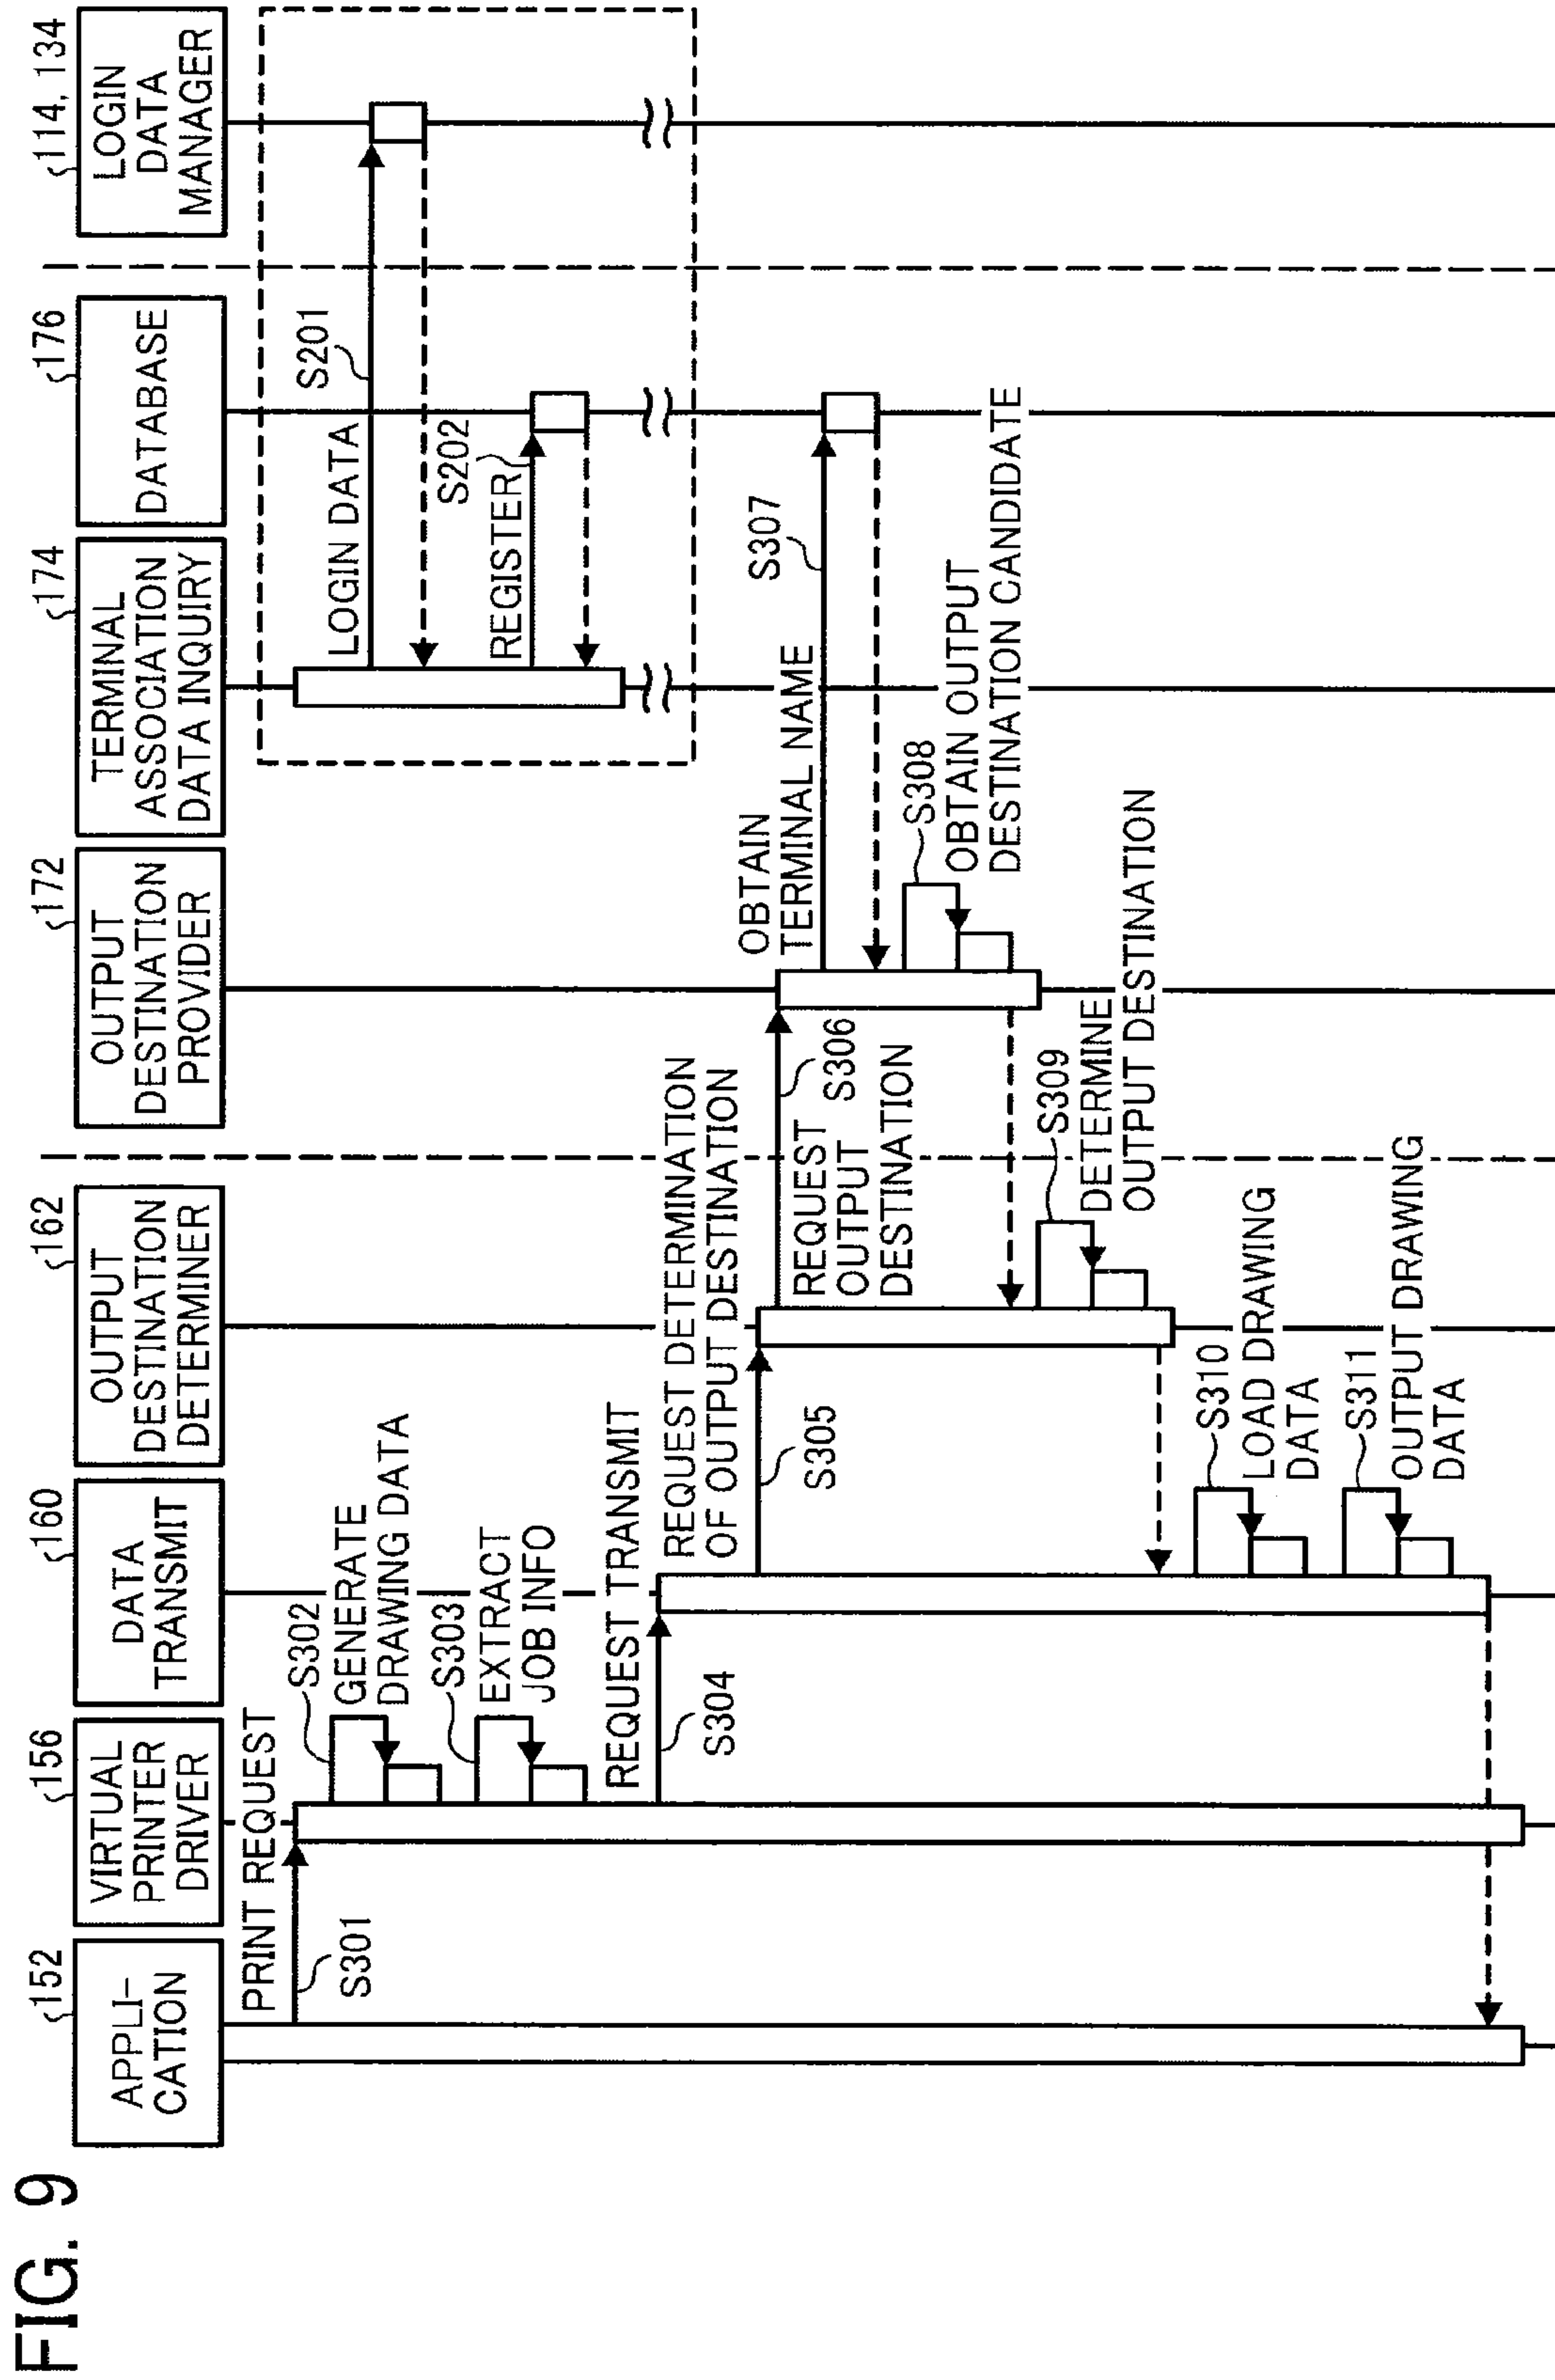 FIG. 9
152
APPLI-
CATION
156
VIRTUAL
PRINTER
DRIVER
160
DATA
TRANSMIT
162
OUTPUT
DESTINATION
DETERMINER
172
OUTPUT
DESTINATION
PROVIDER
174
TERMINAL
ASSOCIATION
DATA INQUIRY
176
DATABASE
114, 134
LOGIN
DATA
MANAGER
LOGIN DATA
S201
REGISTER
S202
PRINT REQUEST
S301
S302
GENERATE
DRAWING DATA
S303
EXTRACT
JOB INFO
REQUEST TRANSMIT
S304
REQUEST DETERMINATION
OF OUTPUT DESTINATION
S305
S306
REQUEST
OUTPUT
DESTINATION
OBTAIN
TERMINAL NAME
S307
S308
OBTAIN OUTPUT
DESTINATION CANDIDATE
S309
DETERMINE
OUTPUT DESTINATION
S310
LOAD DRAWING
DATA
S311
OUTPUT DRAWING
DATA